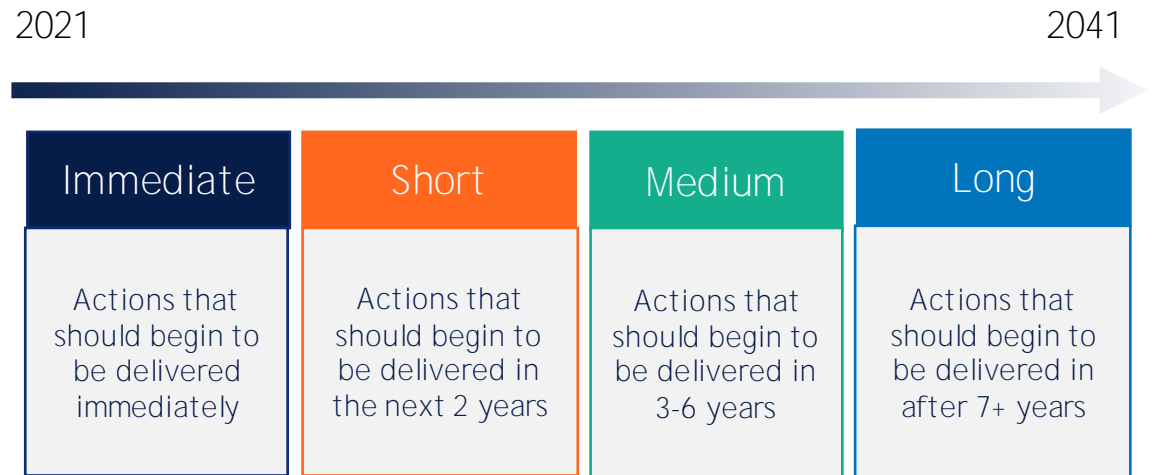 2021
2041
Immediate
Actions that
should begin to
be delivered
immediately
Short
Actions that
should begin to
be delivered in
the next 2 years
Medium
Actions that
should begin to
be delivered in
3-6 years
Long
Actions that
should begin to
be delivered in
after 7+ years